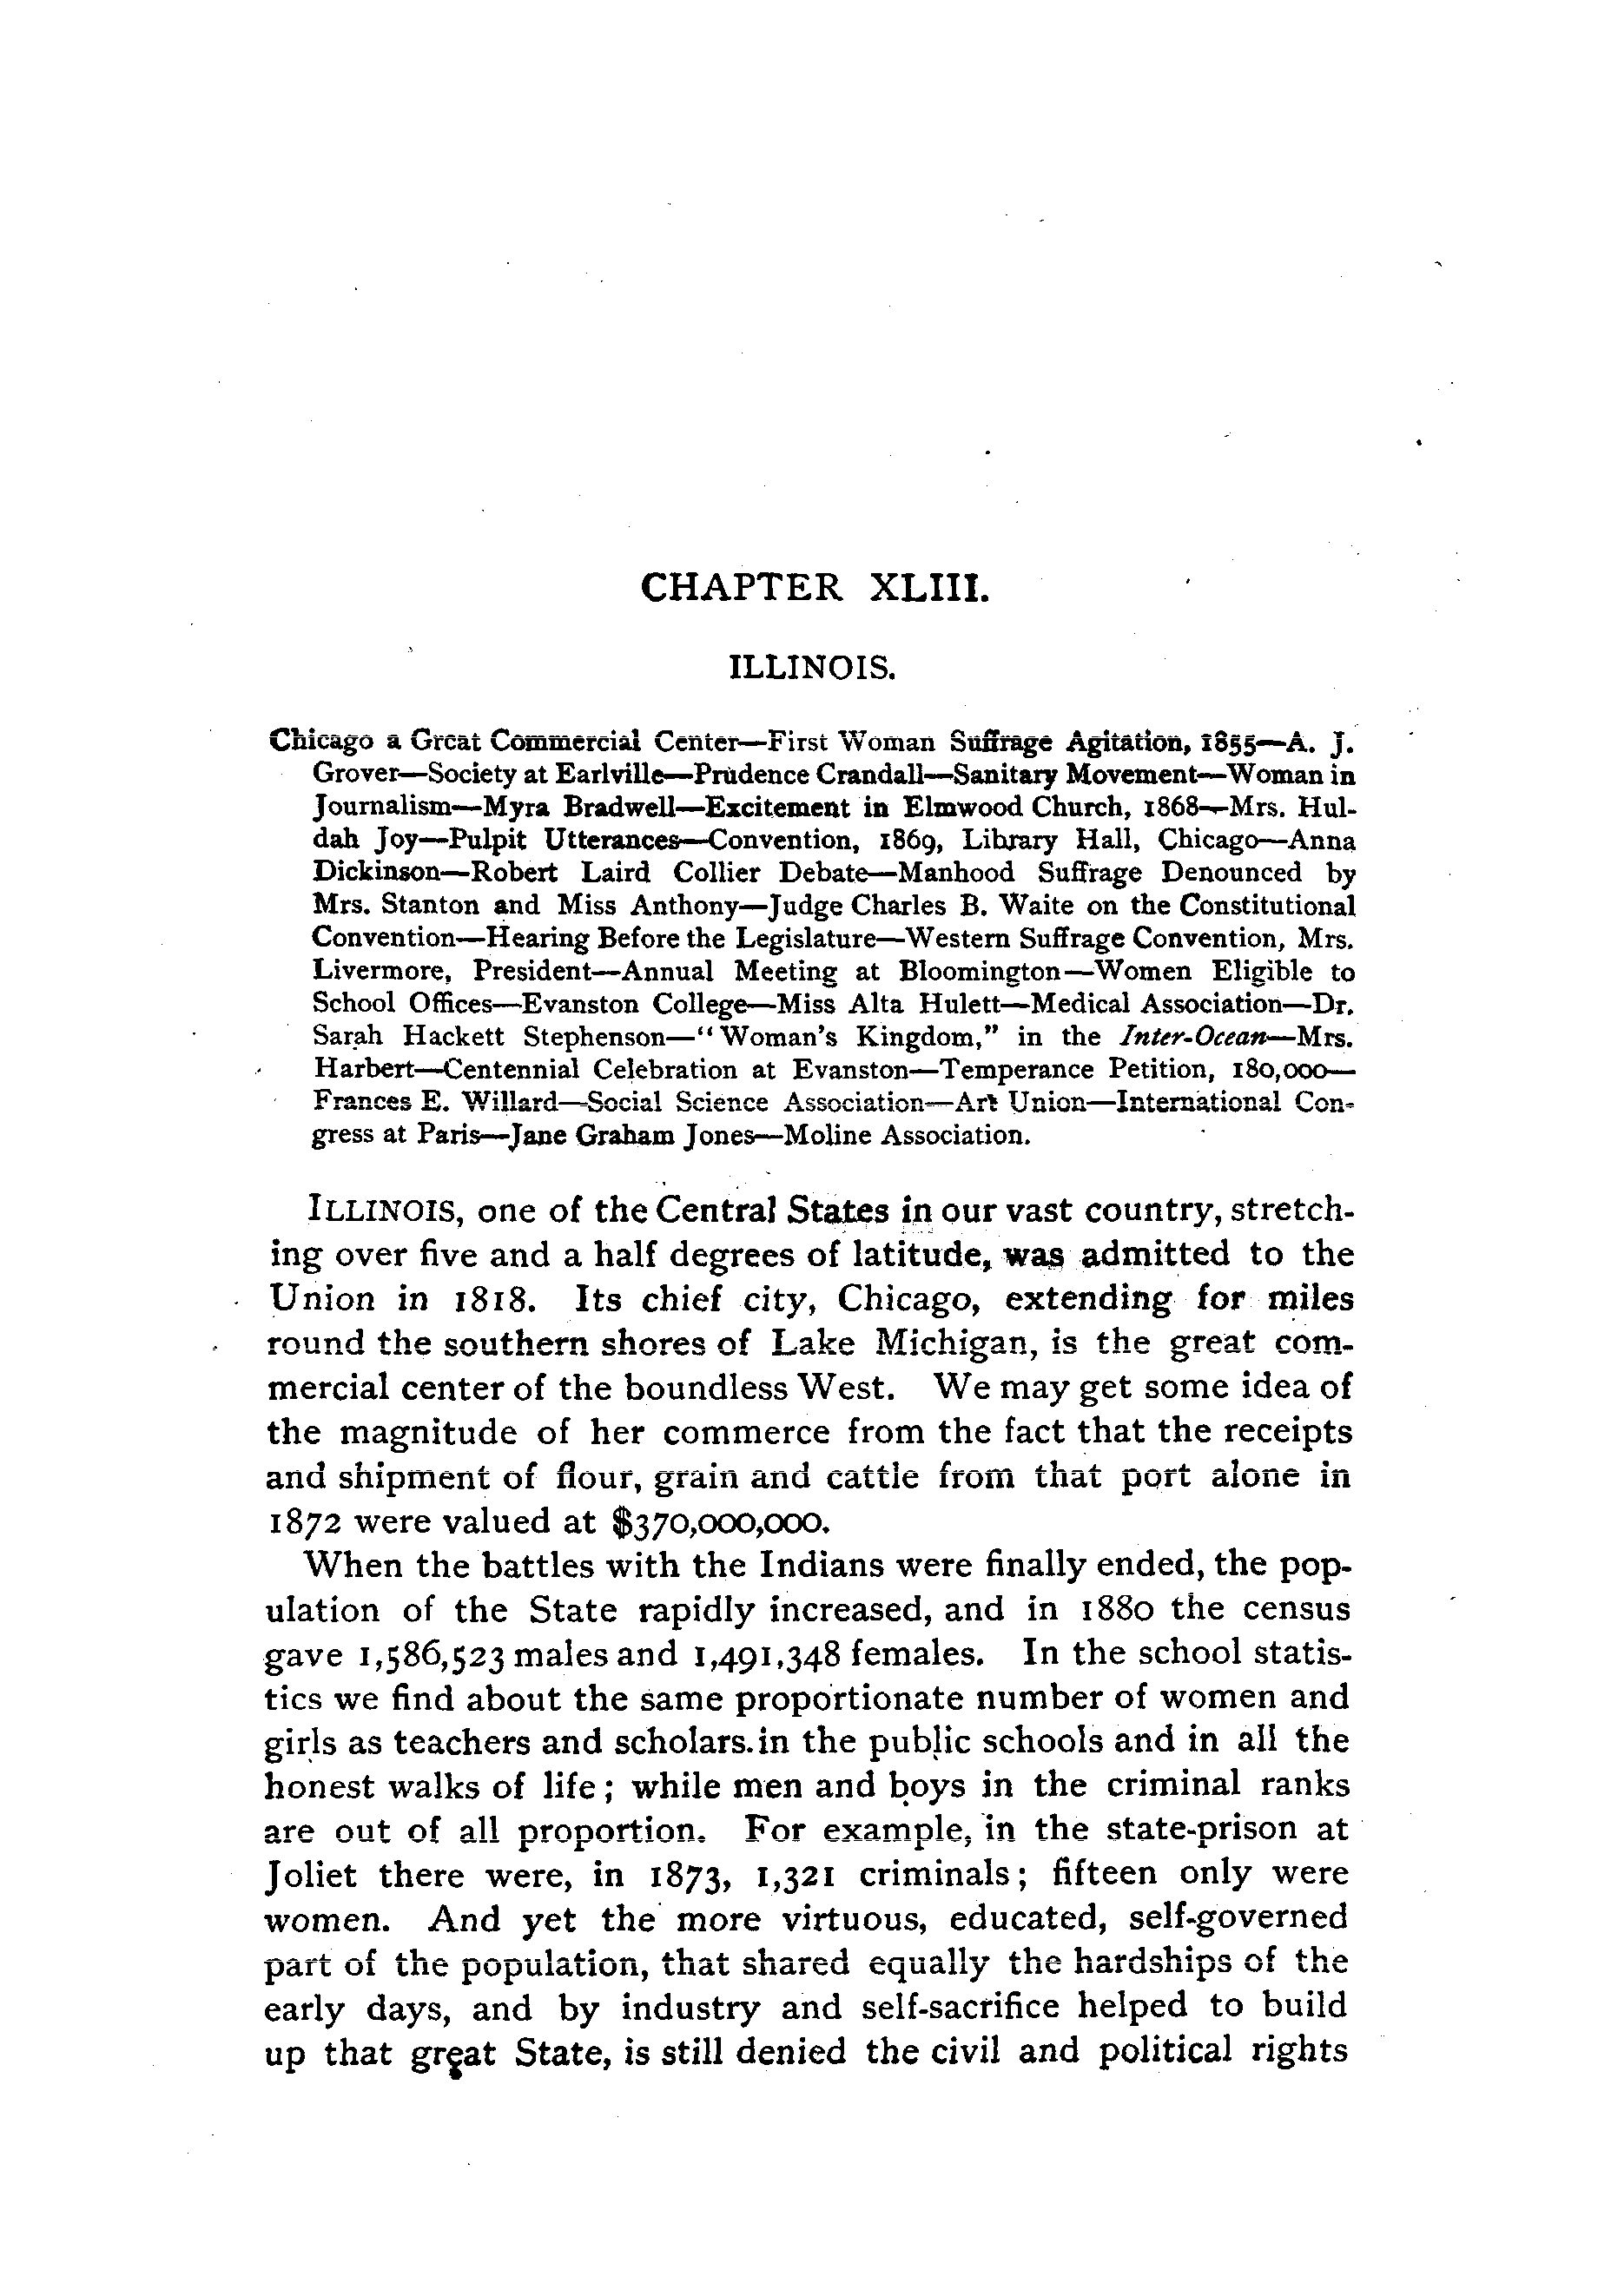 CHAPTER XLIII.
ILLINOIS.
Chicago a Great Commercial Center—First Woman Suffrage Agitation, 1855—A. J.
Grover—Society at Earlville—Prudence Crandall—Sanitary Movement—Woman in
Journalism—Myra Bradwell—Excitement in Elmwood Church, 1868—Mrs. Hul-
dah Joy—Pulpit Utterances—Convention, 1869, Library Hall, Chicago—Anna
Dickinson—Robert Laird Collier Debate—Manhood Suffrage Denounced by
Mrs. Stanton and Miss Anthony—Judge Charles B. Waite on the Constitutional
Convention—Hearing Before the Legislature—Western Suffrage Convention, Mrs.
Livermore, President—Annual Meeting at Bloomington—Women Eligible to
School Offices—Evanston College—Miss Alta Hulett—Medical Association—Dr.
Sarah Hackett Stephenson—"Woman's Kingdom," in the Inter-Ocean—Mrs.
Harbert—Centennial Celebration at Evanston—Temperance Petition, 180,000—
Frances E. Willard—Social Science Association—Art Union—International Con-
gress at Paris—Jane Graham Jones—Moline Association.
ILLINOIS, one of the Central States in our vast country, stretch-
ing over five and a half degrees of latitude, was admitted to the
Union in 1818. Its chief city, Chicago, extending for miles
round the southern shores of Lake Michigan, is the great com-
mercial center of the boundless West. We may get some idea of
the magnitude of her commerce from the fact that the receipts
and shipment of flour, grain and cattle from that port alone in
1872 were valued at $370,000,000.
When the battles with the Indians were finally ended, the pop-
ulation of the State rapidly increased, and in 1880 the census
gave 1,586,523 males and 1,491,348 females. In the school statis-
tics we find about the same proportionate number of women and
girls as teachers and scholars in the public schools and in all the
honest walks of life; while men and boys in the criminal ranks
are out of all proportion. For example, in the state-prison at
Joliet there were, in 1873, 1,321 criminals; fifteen only were
women. And yet the more virtuous, educated, self-governed
part of the population, that shared equally the hardships of the
early days, and by industry and self-sacrifice helped to build
up that great State, is still denied the civil and political rights